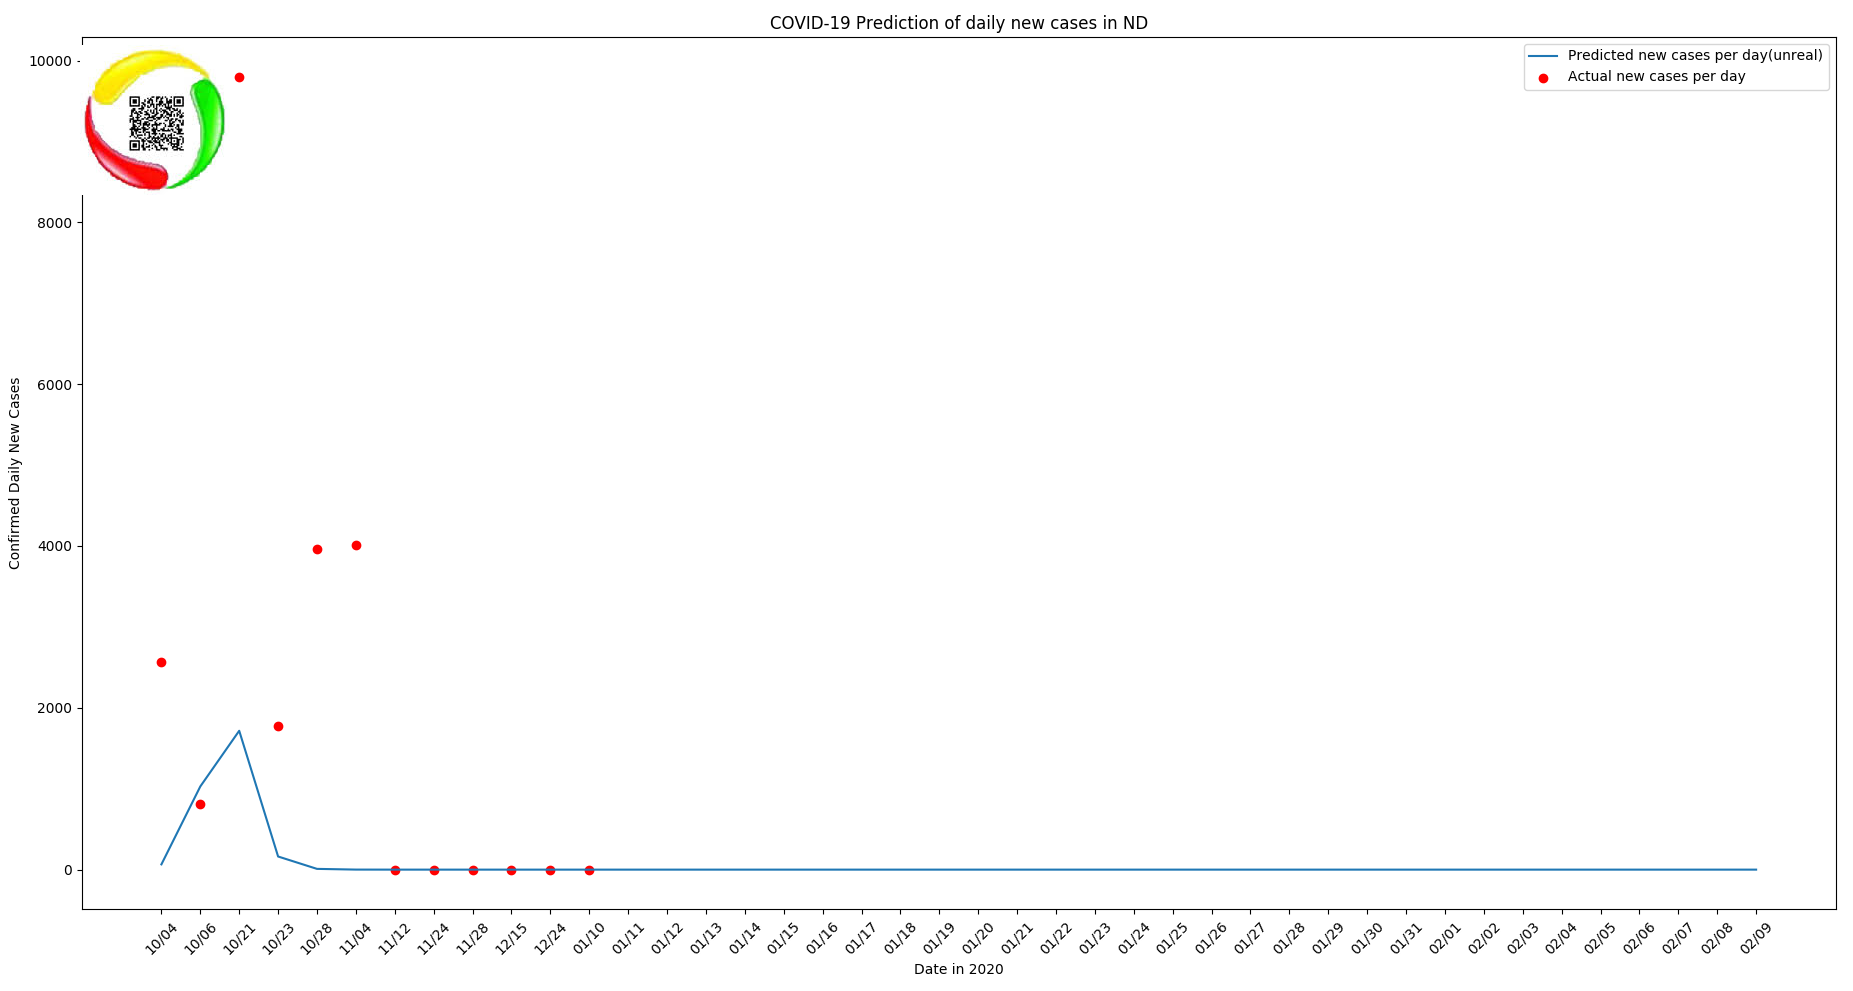 COVID-19 Prediction of daily new cases in ND
Predicted new cases per day(unreal)
Actual new cases per day
Confirmed Daily New Cases
10000
8000
6000
4000
2000
0
10/04 10/06 10/21 10/23 10/28 11/04 11/12 11/24 11/28 12/15 12/24 01/10 01/11 01/12 01/13 01/14 01/15 01/16 01/17 01/18 01/19 01/20 01/21 01/22 01/23 01/24 01/25 01/26 01/27 01/28 01/29 01/30 01/31 02/01 02/02 02/03 02/04 02/05 02/06 02/07 02/08 02/09
Date in 2020